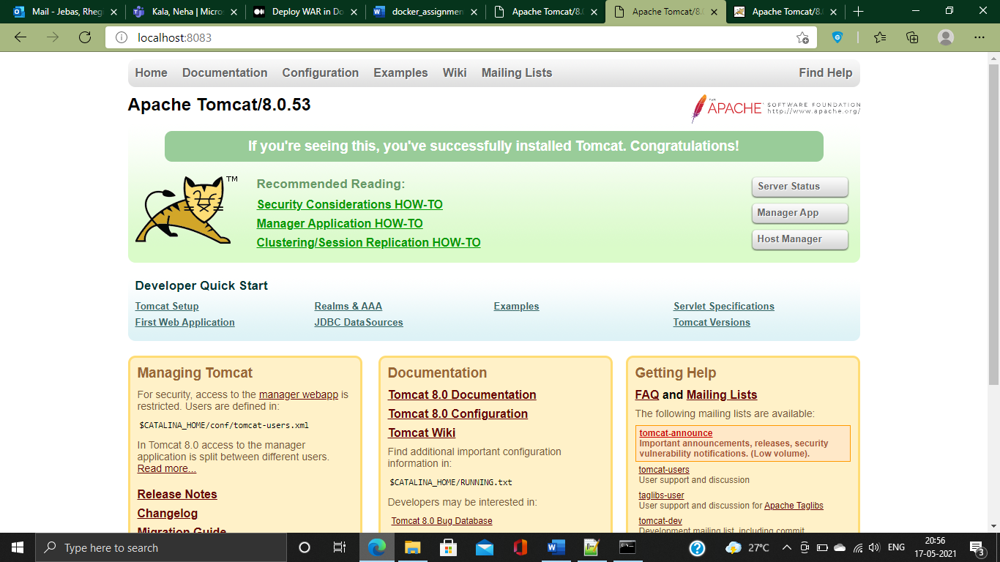 Mail - Jebas, Rheg
Kala, Neha | Micros
Deploy WAR in Do
docker_assignmen
Apache Tomcat/8.0
Apache Tomcat/8.0
Apache Tomcat/8.
localhost:8083
Home Documentation Configuration Examples Wiki Mailing Lists Find Help
Apache Tomcat/8.0.53
THE APACHE SOFTWARE FOUNDATION
http://www.apache.org/
If you're seeing this, you've successfully installed Tomcat. Congratulations!
TM
Recommended Reading:
Security Considerations HOW-TO
Manager Application HOW-TO
Clustering/Session Replication HOW-TO
Server Status
Manager App
Host Manager
Developer Quick Start
Tomcat Setup
First Web Application
Realms & AAA
JDBC DataSources
Examples
Servlet Specifications
Tomcat Versions
Managing Tomcat
For security, access to the manager webapp is
restricted. Users are defined in:
$CATALINA_HOME/conf/tomcat-users.xml
In Tomcat 8.0 access to the manager
application is split between different users.
Read more...
Release Notes
Changelog
Migration Guide
Documentation
Tomcat 8.0 Documentation
Tomcat 8.0 Configuration
Tomcat Wiki
Find additional important configuration
information in:
$CATALINA_HOME/RUNNING.txt
Developers may be interested in:
Tomcat 8.0 Bug Database
Getting Help
FAQ and Mailing Lists
The following mailing lists are available:
tomcat-announce
Important announcements, releases, security
vulnerability notifications. (Low volume).
tomcat-users
User support and discussion
taglibs-user
User support and discussion for Apache Taglibs
tomcat-dev
Development mailing list, including commit
Type here to search
27°C
ENG
20:56
17-05-2021
3